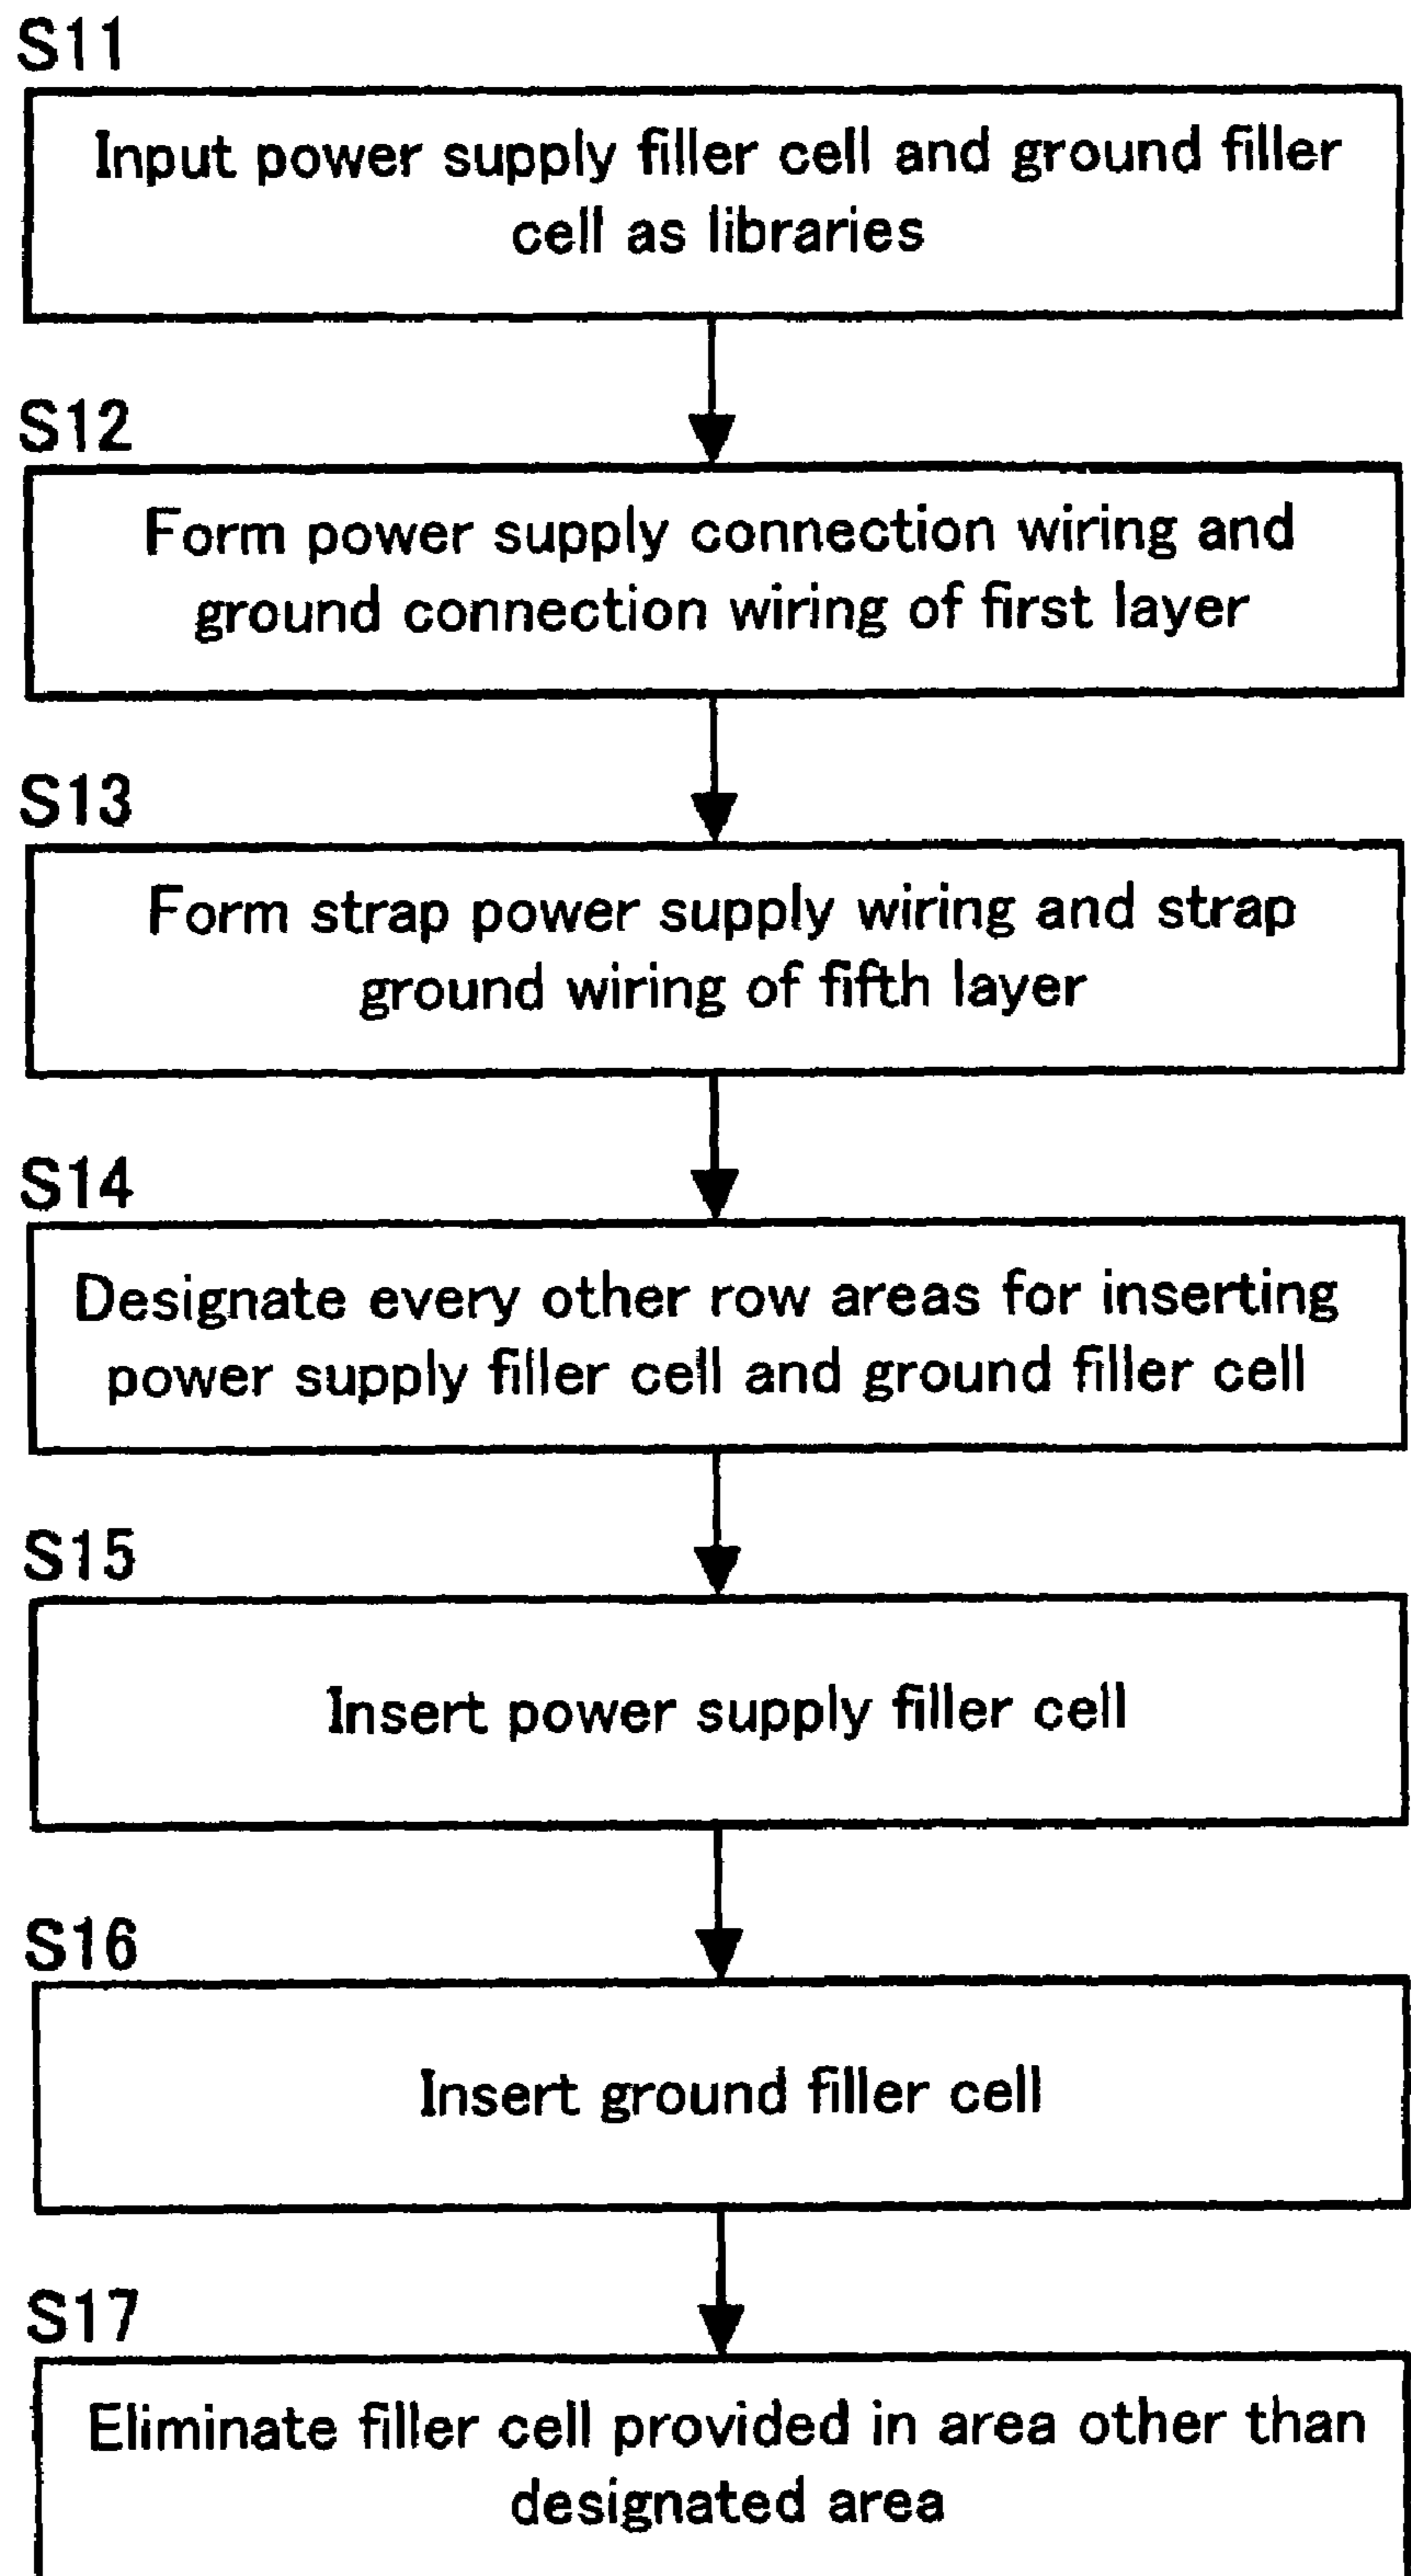 S11
Input power supply filler cell and ground filler
cell as libraries
S12
Form power supply connection wiring and
ground connection wiring of first layer
S13
Form strap power supply wiring and strap
ground wiring of fifth layer
S14
Designate every other row areas for inserting
power supply filler cell and ground filler cell
S15
Insert power supply filler cell
S16
Insert ground filler cell
S17
Eliminate filler cell provided in area other than
designated area